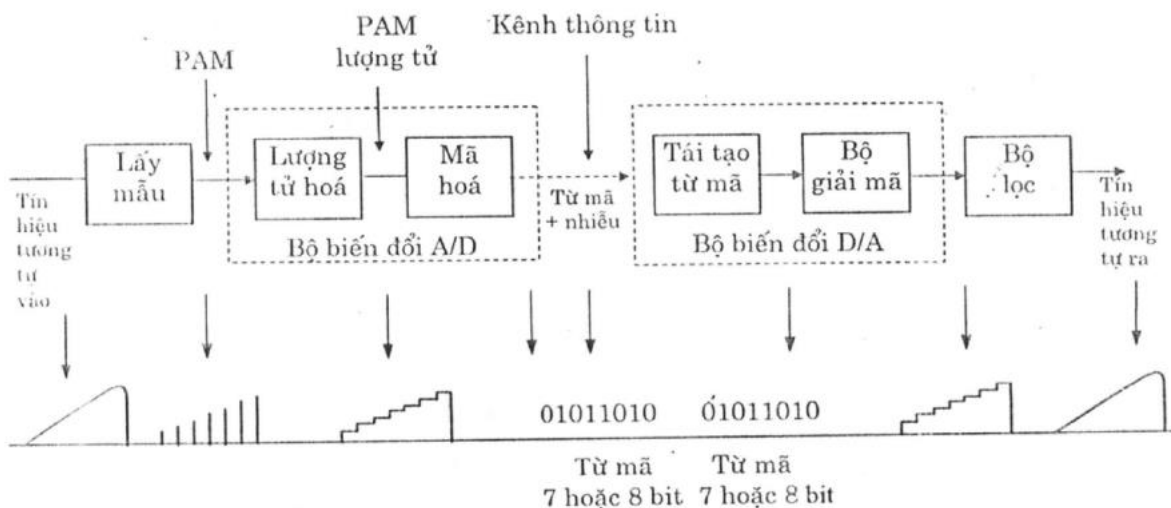 PAM
PAM
lượng tử
Kênh thông tin
Lấy
mẫu
Lượng
tử hoá
Mã
hoá
Tái tạo
từ mã
Bộ
giải mã
Bộ
lọc
Tín
hiệu
tương
tự
vào
Từ mã
+ nhiễu
Tín
hiệu
tương
tự ra
Bộ biến đổi A/D
Bộ biến đổi D/A
01011010
01011010
Từ mã
7 hoặc 8 bit
Từ mã
7 hoặc 8 bit